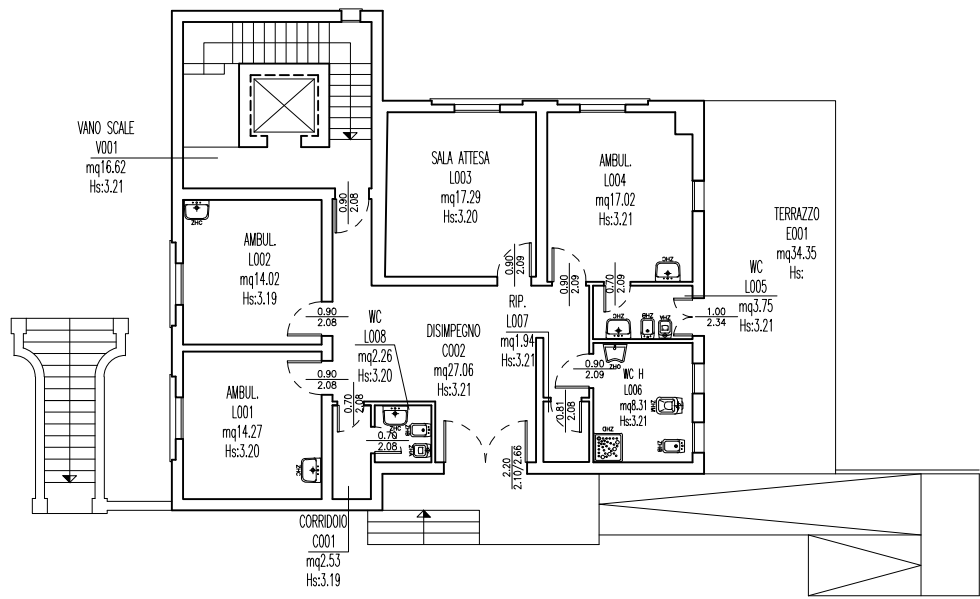 VANO SCALE
V001
mq16.62
Hs:3.21
SALA ATTESA
L003
mq17.29
Hs:3.20
AMBUL.
L004
mq17.02
Hs:3.21
TERRAZZO
E001
mq34.35
Hs:
AMBUL.
L002
mq14.02
Hs:3.19
WC
L005
mq3.75
Hs:3.21
WC
L008
mq2.26
Hs:3.20
DISIMPEGNO
C002
mq27.06
Hs:3.21
RIP.
L007
mq1.94
Hs:3.21
WC H
L006
mq8.31
Hs:3.21
AMBUL.
L001
mq14.27
Hs:3.20
CORRIDOIO
C001
mq2.53
Hs:3.19
0.90
2.08
0.90
2.09
0.90
2.09
0.70
2.09
1.00
2.34
0.90
2.08
0.90
2.08
0.70
2.08
0.70
2.08
0.90
2.09
0.81
2.08
2.20
2.10/2.66
ZHC
ZHC
ZHC
ZHC
ZHC
ZHC
ZHD